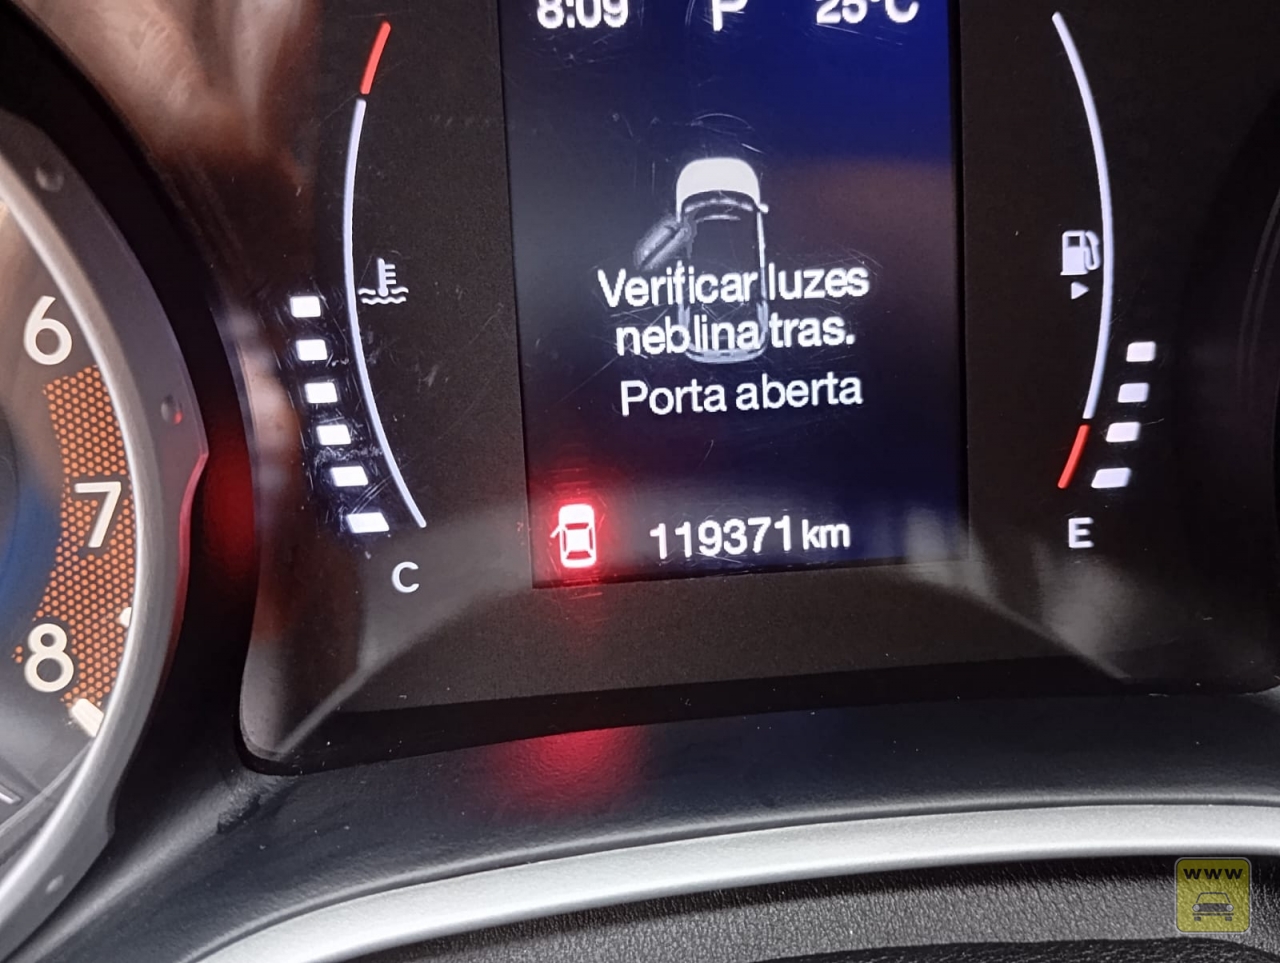 8:09 P 25°C
Verificar luzes
neblina tras.
Porta aberta
119371 km
C
E
6
7
8
www